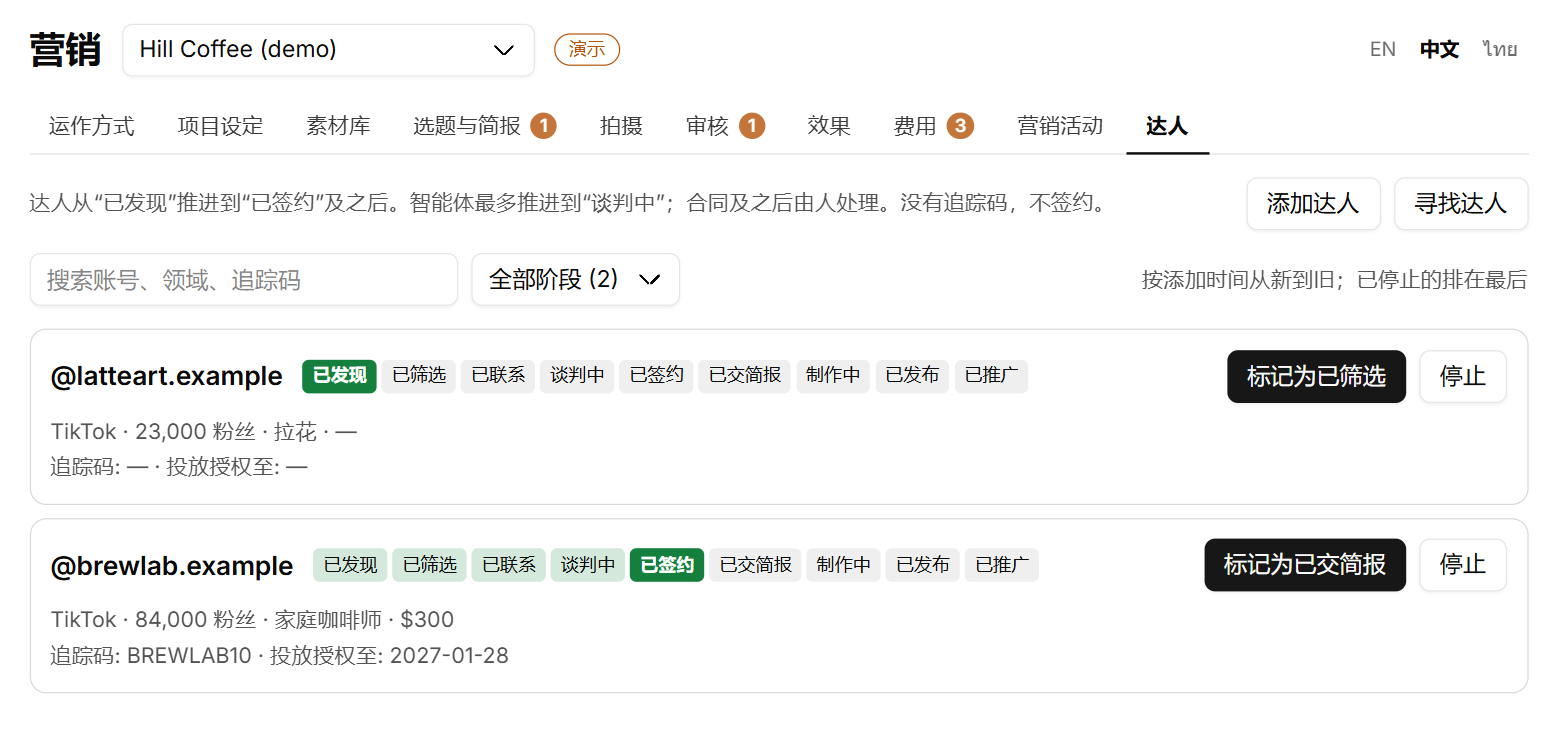 营销 Hill Coffee (demo) 演示 EN 中文 ไทย
运作方式 项目设定 素材库 选题与简报 1 拍摄 审核 1 效果 费用 3 营销活动 达人
达人从“已发现”推进到“已签约”及之后。智能体最多推进到“谈判中”；合同及之后由人处理。没有追踪码，不签约。 添加达人 寻找达人
搜索账号、领域、追踪码 全部阶段 (2) 按添加时间从新到旧；已停止的排在最后
@latteart.example 已发现 已筛选 已联系 谈判中 已签约 已交简报 制作中 已发布 已推广 标记为已筛选 停止
TikTok · 23,000 粉丝 · 拉花 · —
追踪码: — · 投放授权至: —
@brewlab.example 已发现 已筛选 已联系 谈判中 已签约 已交简报 制作中 已发布 已推广 标记为已交简报 停止
TikTok · 84,000 粉丝 · 家庭咖啡师 · $300
追踪码: BREWLAB10 · 投放授权至: 2027-01-28